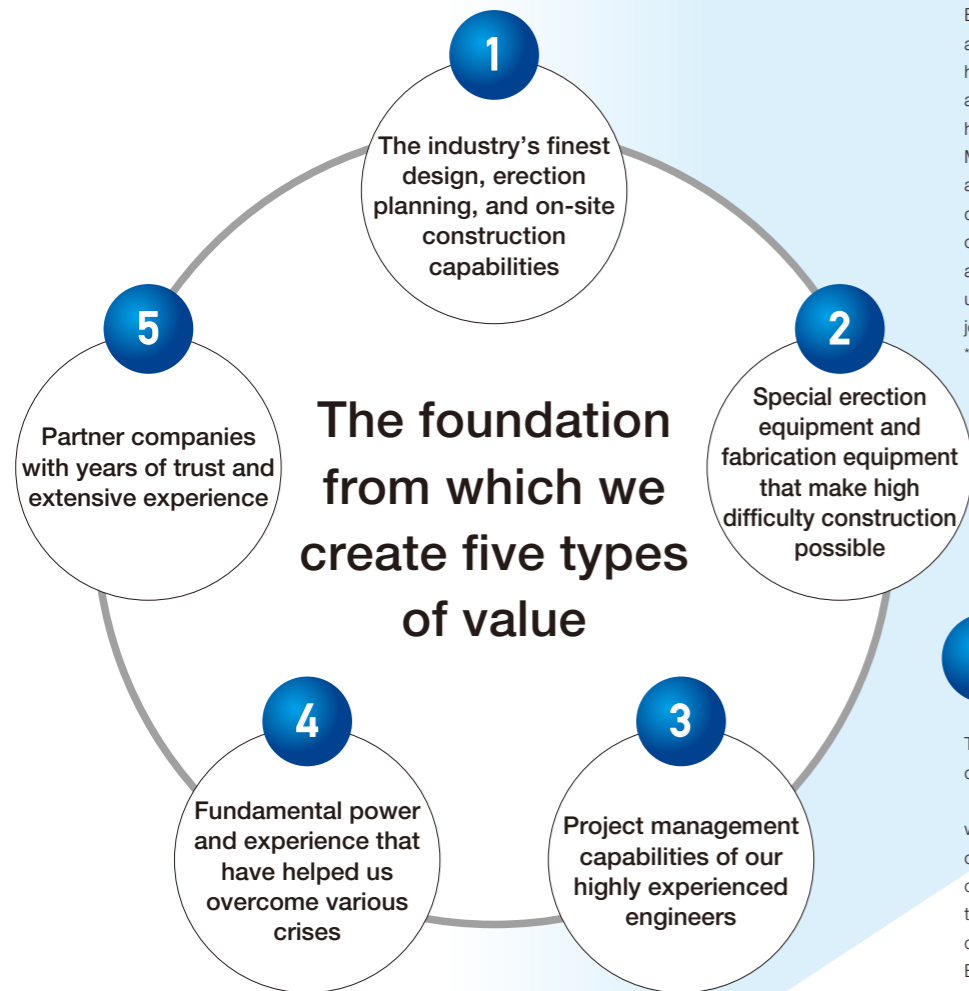 1
The industry's finest
design, erection
planning, and on-site
construction
capabilities
2
Special erection
equipment and
fabrication equipment
that make high
difficulty construction
possible
3
Project management
capabilities of our
highly experienced
engineers
4
Fundamental power
and experience that
have helped us
overcome various
crises
5
Partner companies
with years of trust and
extensive experience
The foundation
from which we
create five types
of value